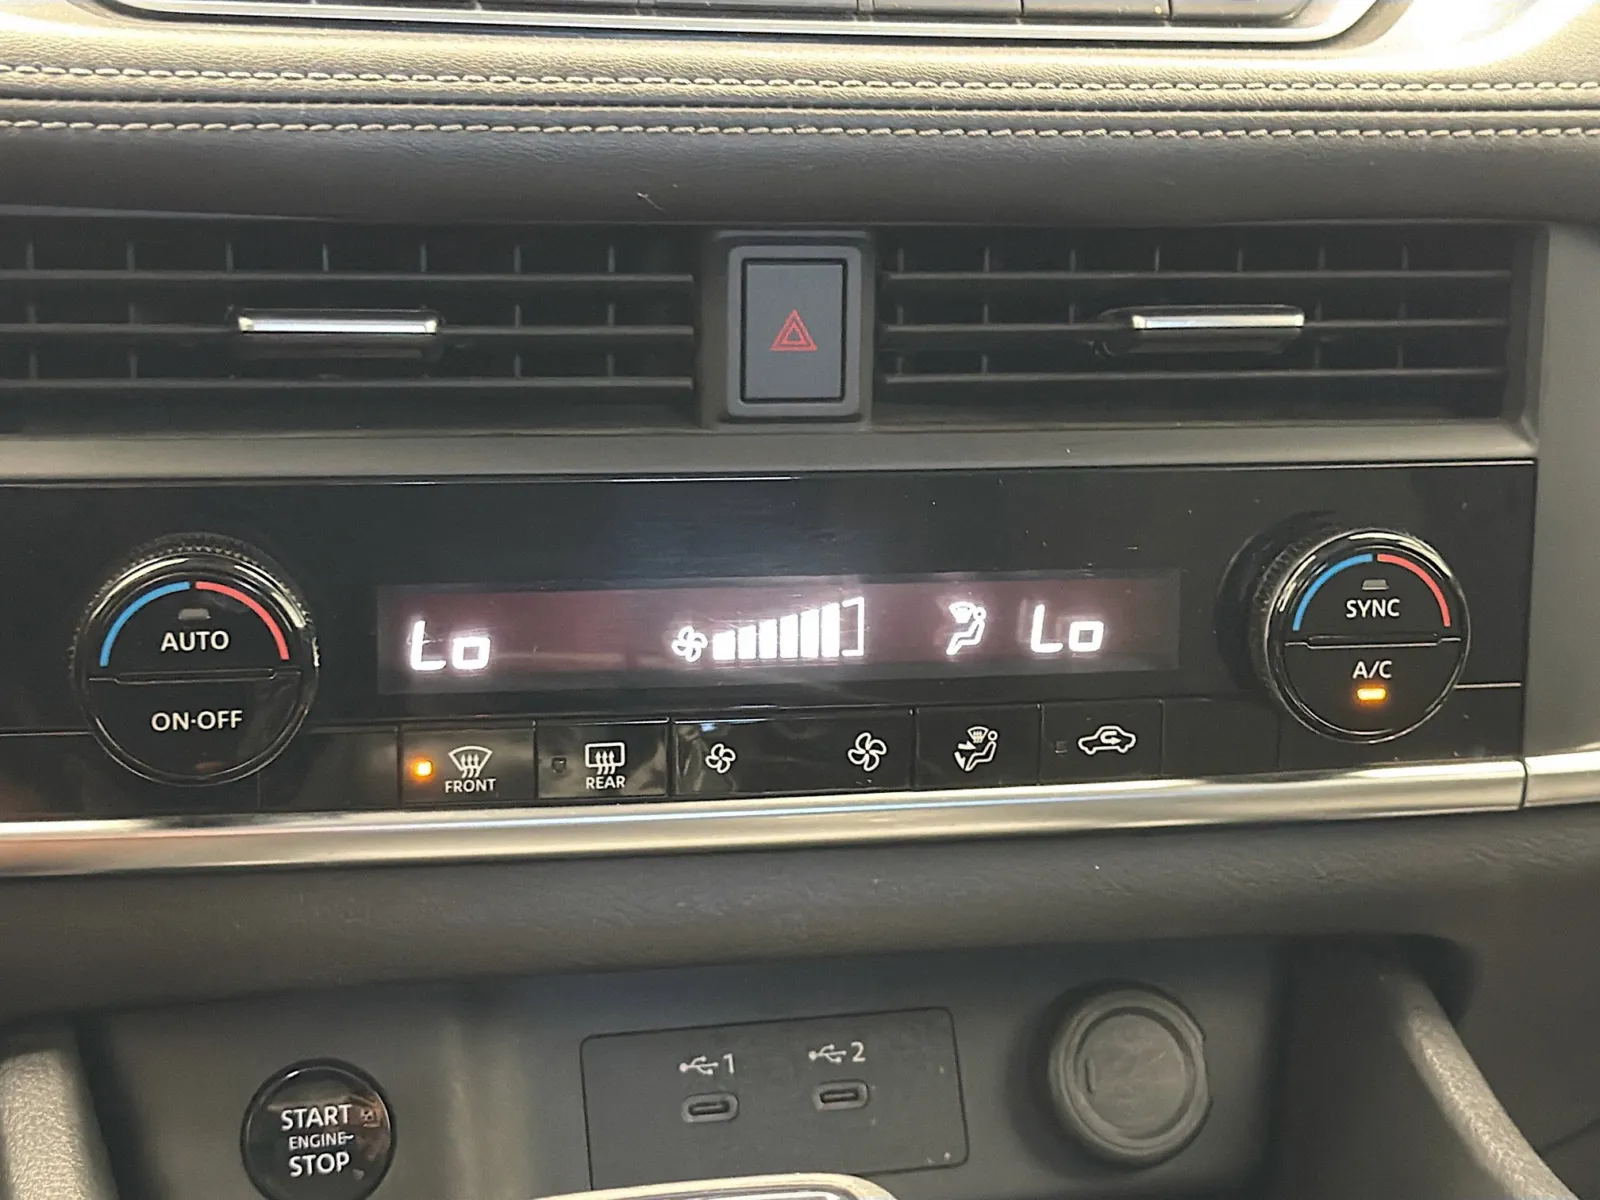 AUTO
ON·OFF
Lo
Lo
SYNC
A/C
FRONT
REAR
START
ENGINE
STOP
1
2